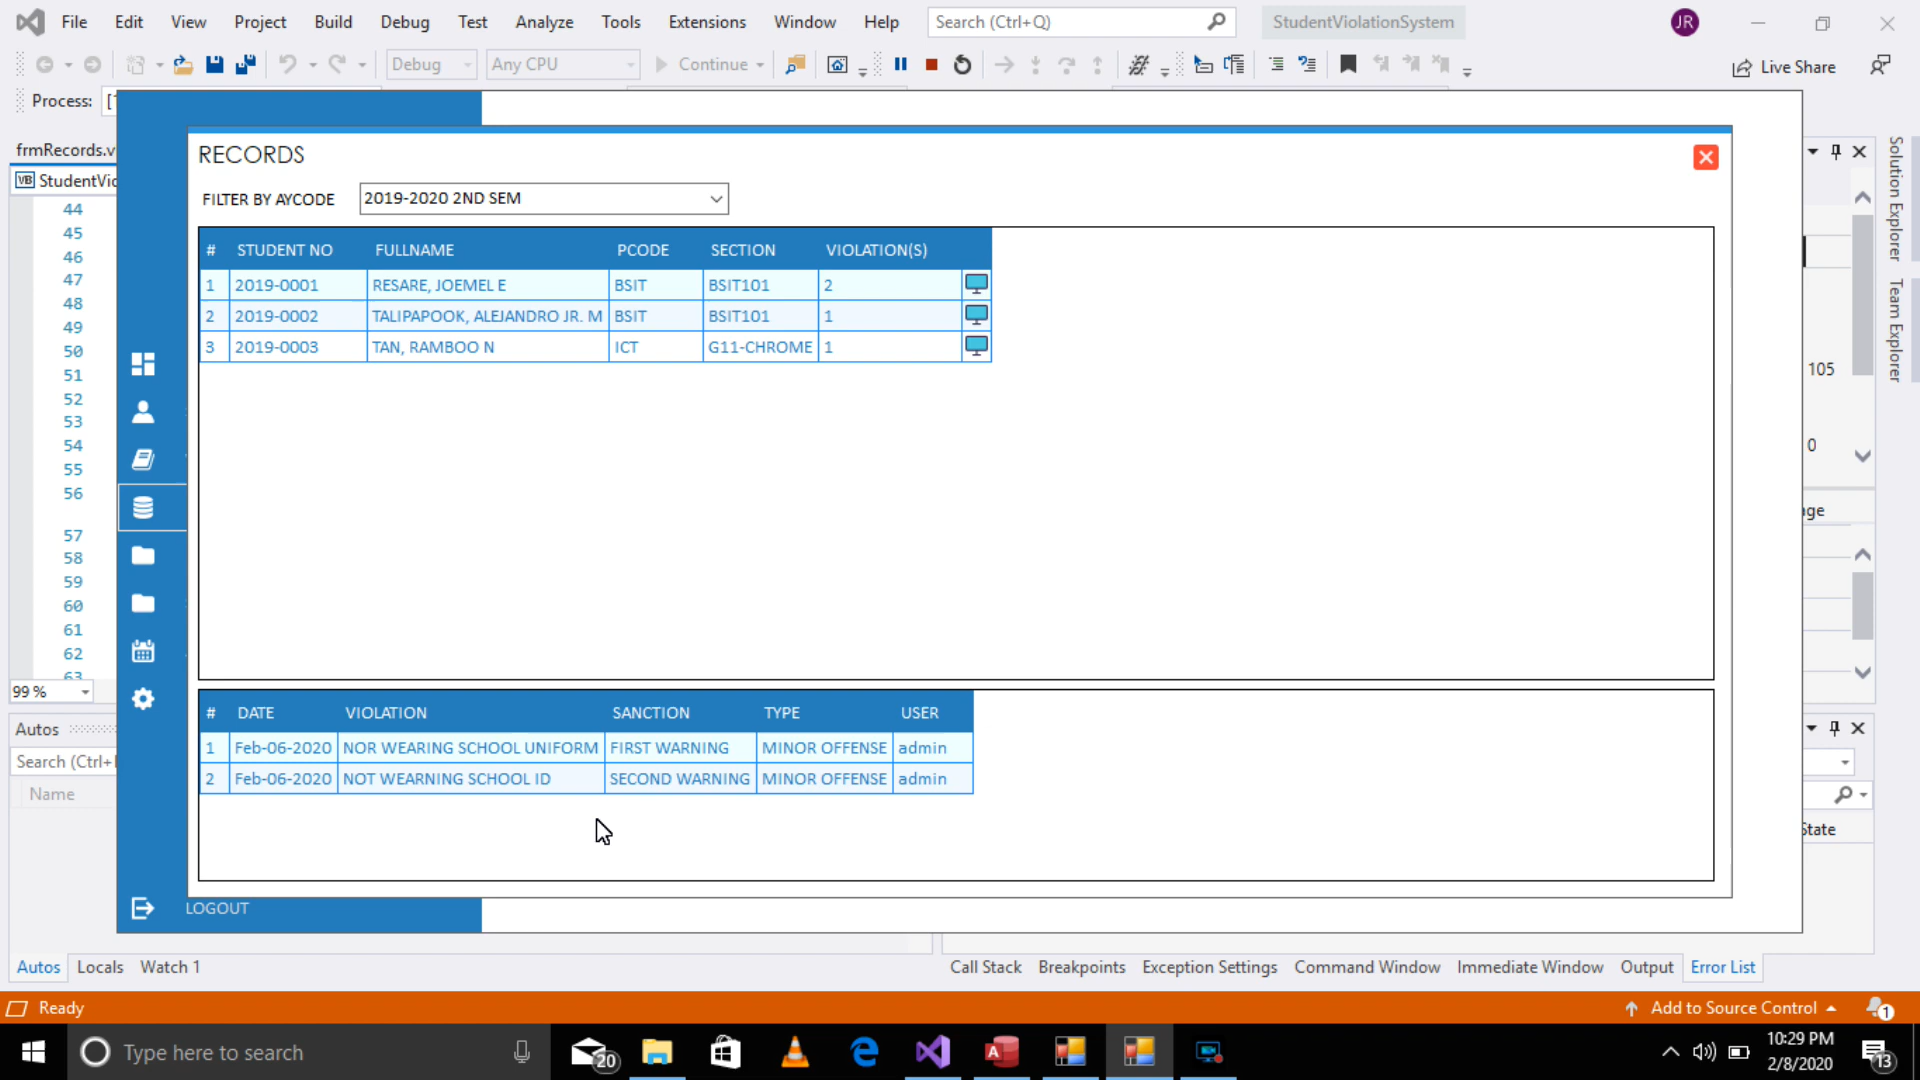 File Edit View Project Build Debug Test Analyze Tools Extensions Window Help Search (Ctrl+Q) StudentViolationSystem JR
Debug Any CPU Continue Live Share
Process:
frmRecords.v
StudentVio
RECORDS
FILTER BY AYCODE 2019-2020 2ND SEM
# STUDENT NO FULLNAME PCODE SECTION VIOLATION(S)
1 2019-0001 RESARE, JOEMEL E BSIT BSIT101 2
2 2019-0002 TALIPAPOOK, ALEJANDRO JR. M BSIT BSIT101 1
3 2019-0003 TAN, RAMBOO N ICT G11-CHROME 1
44
45
46
47
48
49
50
51
52
53
54
55
56
57
58
59
60
61
62
63
99 %
105
0
Solution Explorer
Team Explorer
# DATE VIOLATION SANCTION TYPE USER
1 Feb-06-2020 NOR WEARING SCHOOL UNIFORM FIRST WARNING MINOR OFFENSE admin
2 Feb-06-2020 NOT WEARNING SCHOOL ID SECOND WARNING MINOR OFFENSE admin
LOGOUT
Autos
Search (Ctrl+
Name
Autos Locals Watch 1
Call Stack Breakpoints Exception Settings Command Window Immediate Window Output Error List
Ready Add to Source Control 1
Type here to search 20 10:29 PM
2/8/2020 13